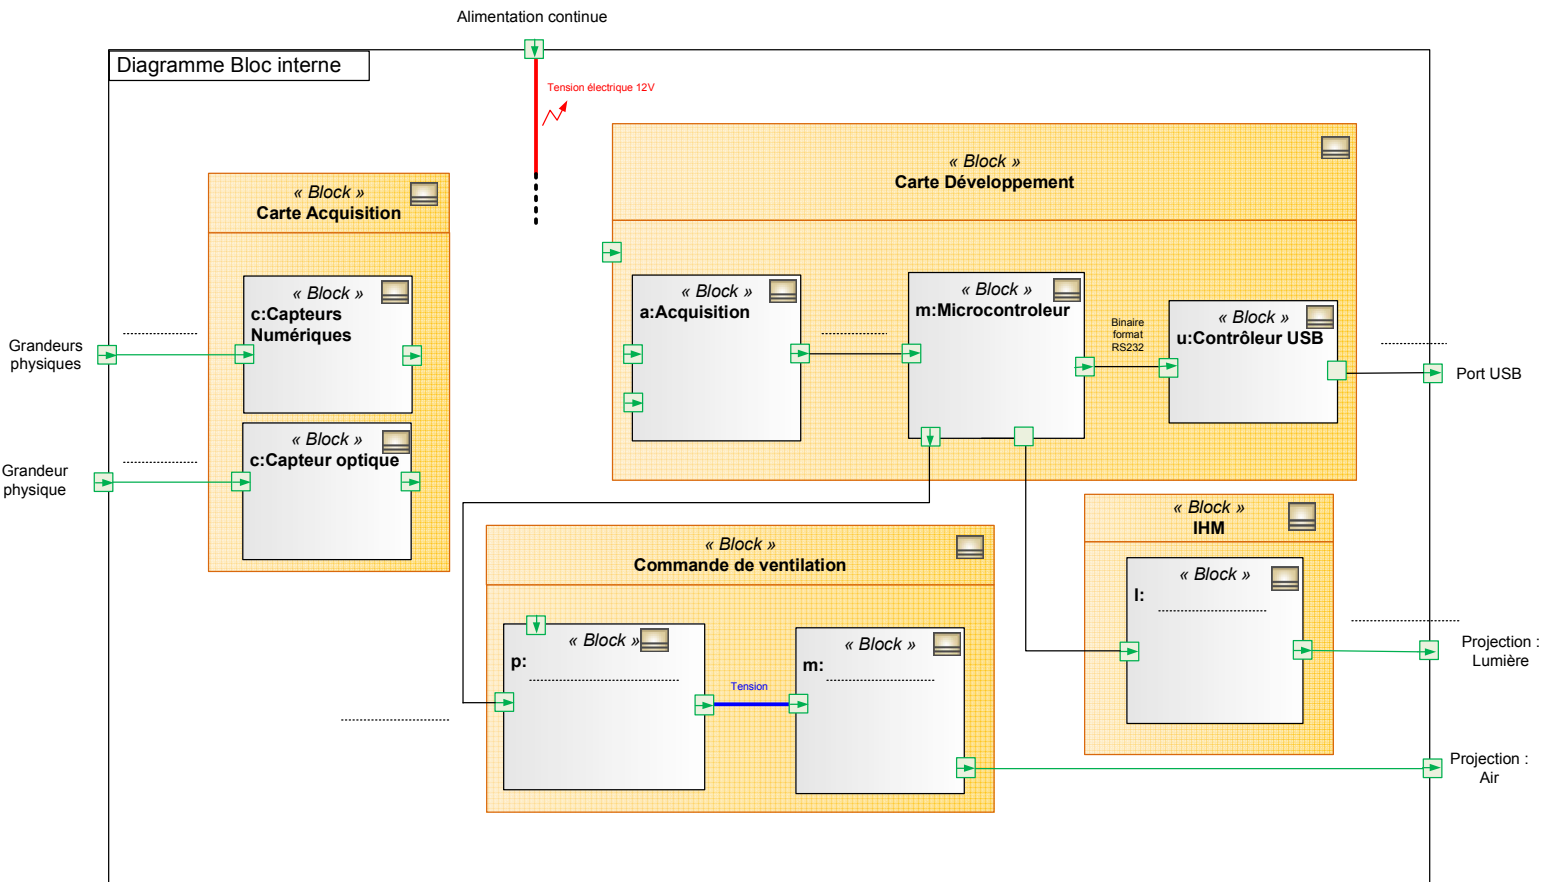 Alimentation continue
Diagramme Bloc interne
Tension électrique 12V
« Block »
Carte Développement
« Block »
Carte Acquisition
« Block »
c:Capteurs
Numériques
« Block »
a:Acquisition
« Block »
m:Microcontroleur
Binaire
format
RS232
« Block »
u:Contrôleur USB
Grandeurs
physiques
Port USB
« Block »
c:Capteur optique
Grandeur
physique
« Block »
IHM
« Block »
Commande de ventilation
« Block »
l:
« Block »
p:
« Block »
m:
Tension
Projection :
Lumière
Projection :
Air